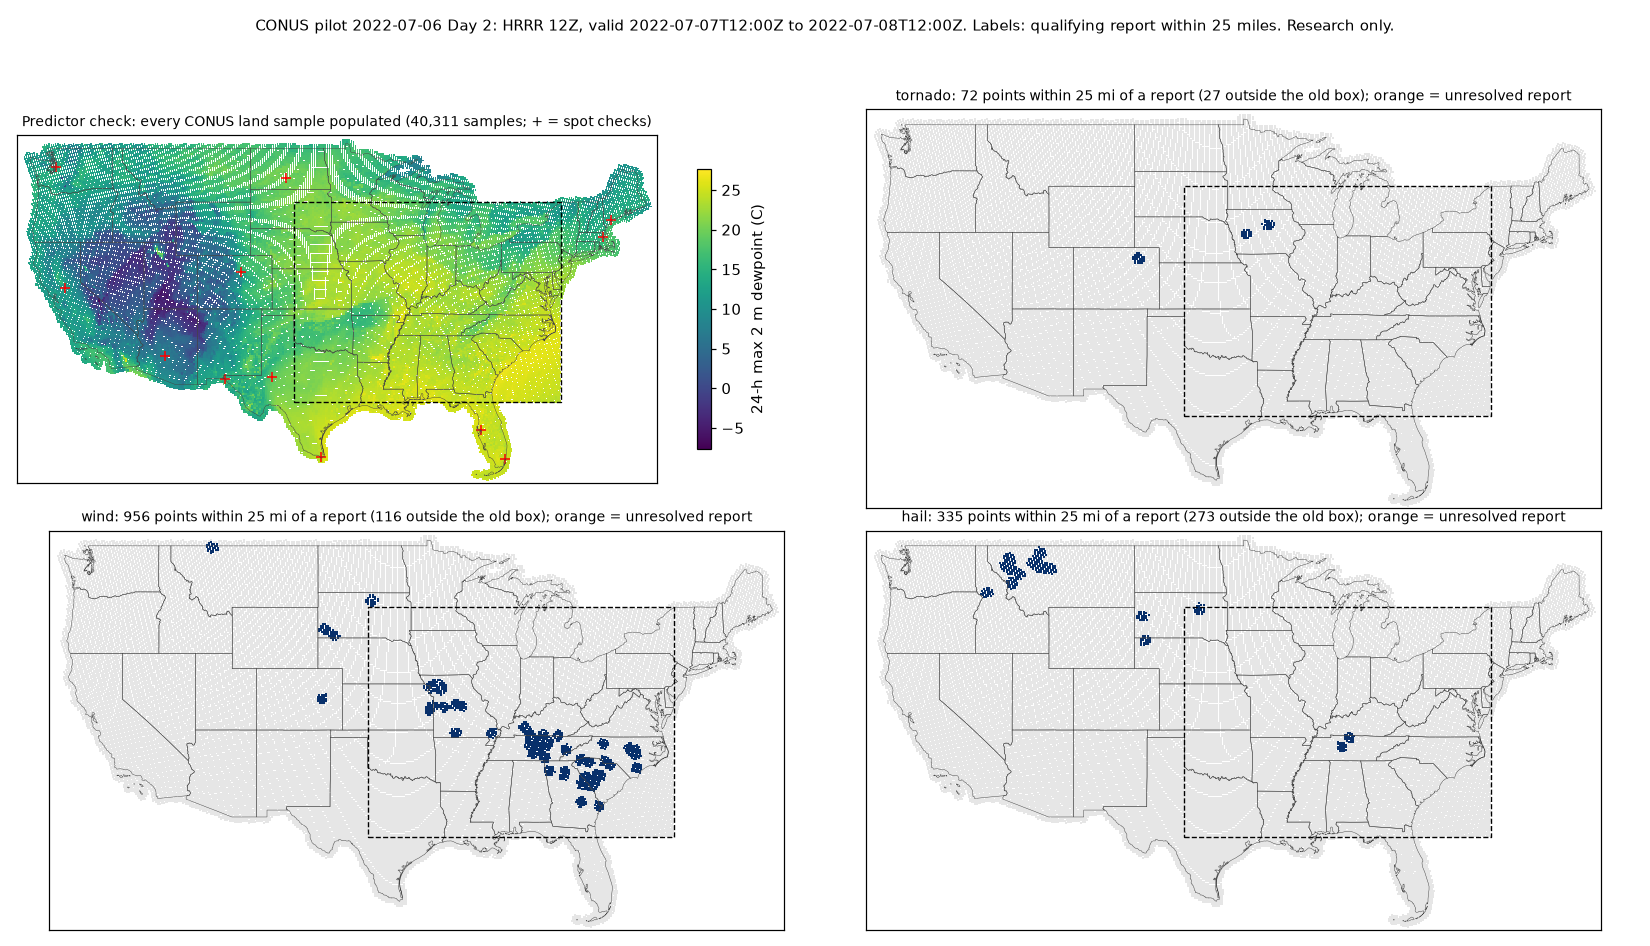 CONUS pilot 2022-07-06 Day 2: HRRR 12Z, valid 2022-07-07T12:00Z to 2022-07-08T12:00Z. Labels: qualifying report within 25 miles. Research only.
Predictor check: every CONUS land sample populated (40,311 samples; + = spot checks)
25
20
15
10
5
0
−5
24-h max 2 m dewpoint (C)
tornado: 72 points within 25 mi of a report (27 outside the old box); orange = unresolved report
wind: 956 points within 25 mi of a report (116 outside the old box); orange = unresolved report
hail: 335 points within 25 mi of a report (273 outside the old box); orange = unresolved report